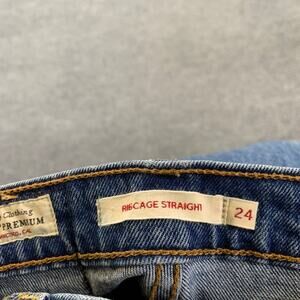 Clothing
PREMIUM
RIBCAGE STRAIGHT
24